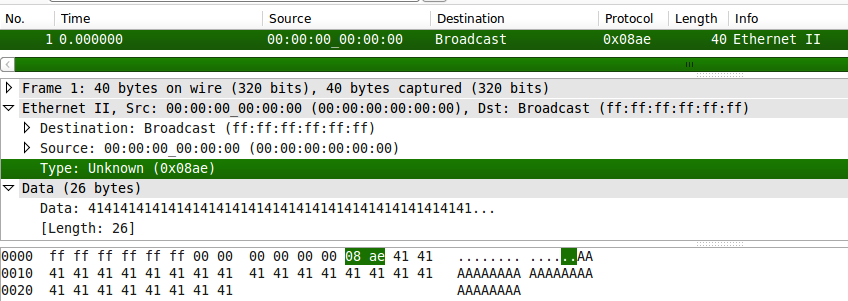 No. Time Source Destination Protocol Length Info
1 0.000000 00:00:00_00:00:00 Broadcast 0x08ae 40 Ethernet II
Frame 1: 40 bytes on wire (320 bits), 40 bytes captured (320 bits)
Ethernet II, Src: 00:00:00_00:00:00 (00:00:00:00:00:00), Dst: Broadcast (ff:ff:ff:ff:ff:ff)
Destination: Broadcast (ff:ff:ff:ff:ff:ff)
Source: 00:00:00_00:00:00 (00:00:00:00:00:00)
Type: Unknown (0x08ae)
Data (26 bytes)
Data: 414141414141414141414141414141414141414141414141...
[Length: 26]
0000 ff ff ff ff ff ff 00 00 00 00 00 00 08 ae 41 41 ........ ......AA
0010 41 41 41 41 41 41 41 41 41 41 41 41 41 41 41 41 AAAAAAAA AAAAAAAA
0020 41 41 41 41 41 41 41 41 AAAAAAAA